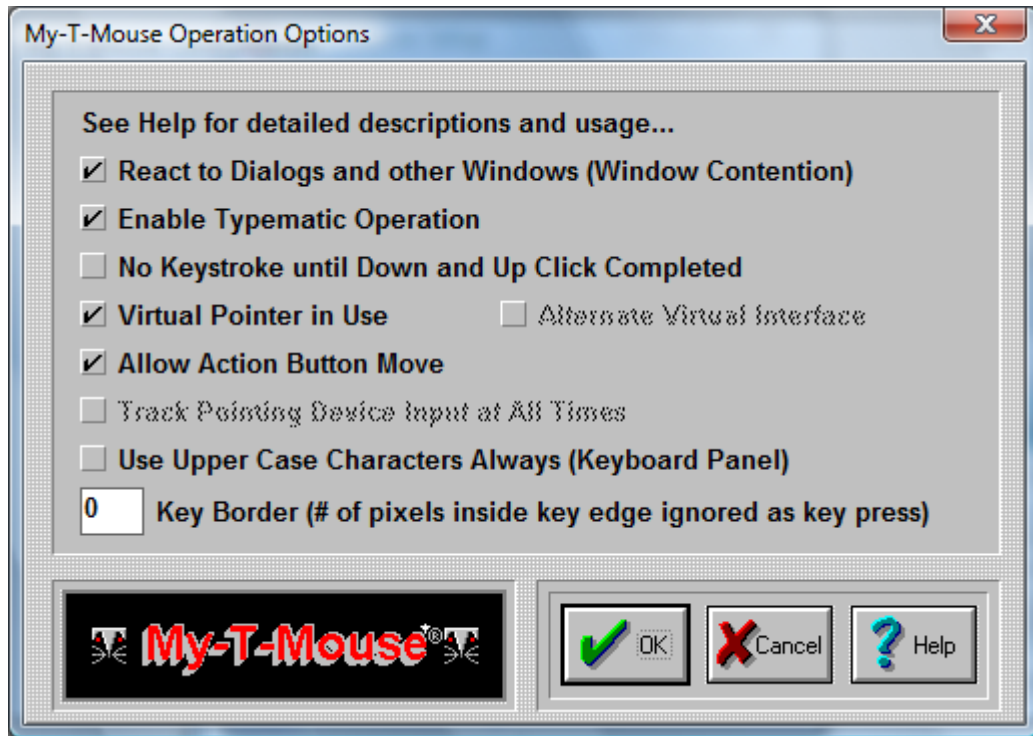 My-T-Mouse Operation Options
See Help for detailed descriptions and usage...
React to Dialogs and other Windows (Window Contention)
Enable Typematic Operation
No Keystroke until Down and Up Click Completed
Virtual Pointer in Use Alternate Virtual Interface
Allow Action Button Move
Track Pointing Device Input at All Times
Use Upper Case Characters Always (Keyboard Panel)
0 Key Border (# of pixels inside key edge ignored as key press)
My-T-Mouse® OK Cancel Help